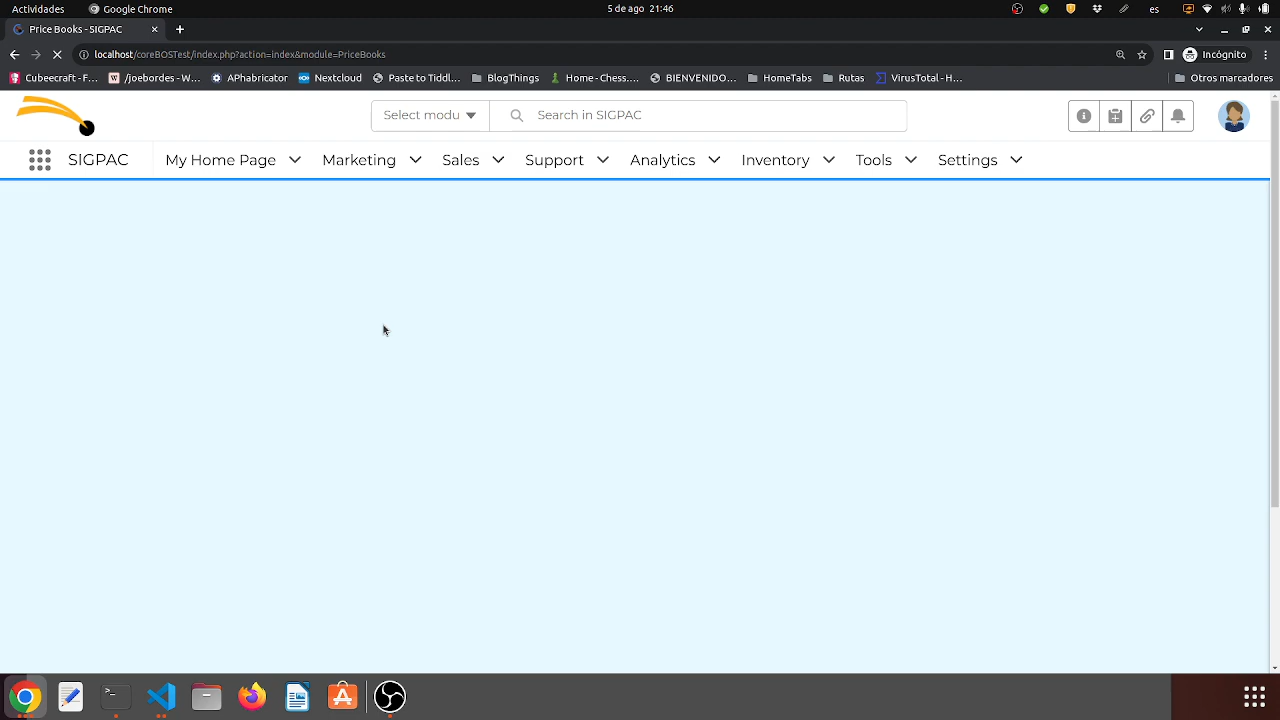 Actividades Google Chrome 5 de ago 21:46 es
Price Books - SIGPAC
localhost/coreBOSTest/index.php?action=index&module=PriceBooks Incógnito
Cubecraft - F... /joebordes - W... APhabricator Nextcloud Paste to Tiddl... BlogThings Home - Chess.... BIENVENIDO... HomeTabs Rutas VirusTotal - H... Otros marcadores
Select modu Search in SIGPAC
SIGPAC My Home Page Marketing Sales Support Analytics Inventory Tools Settings